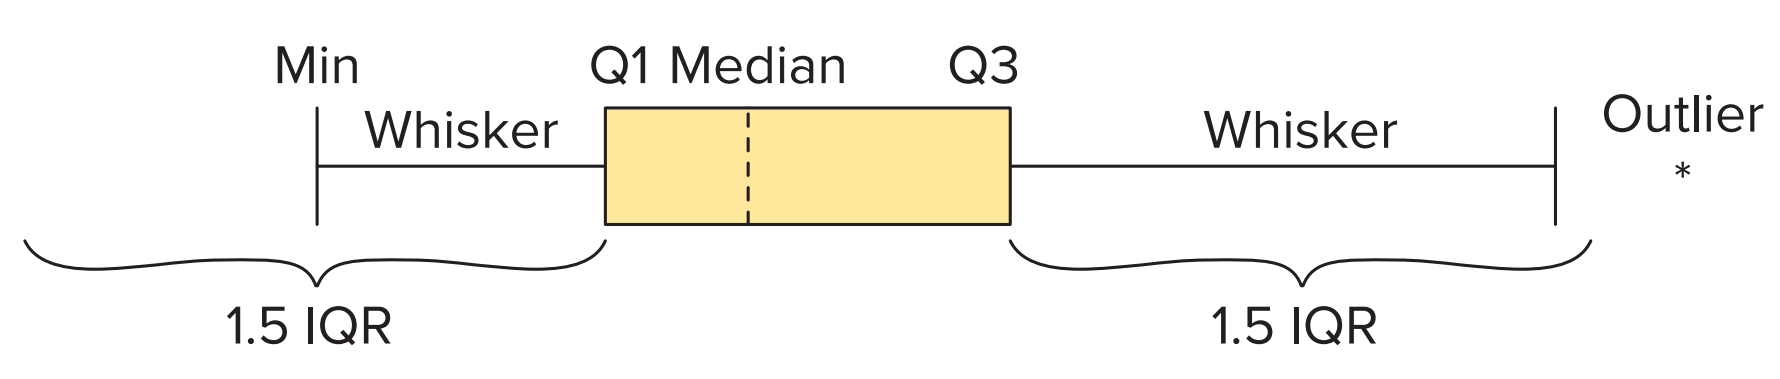 Min
Q1 Median
Q3
Whisker
Whisker
Outlier
*
1.5 IQR
1.5 IQR